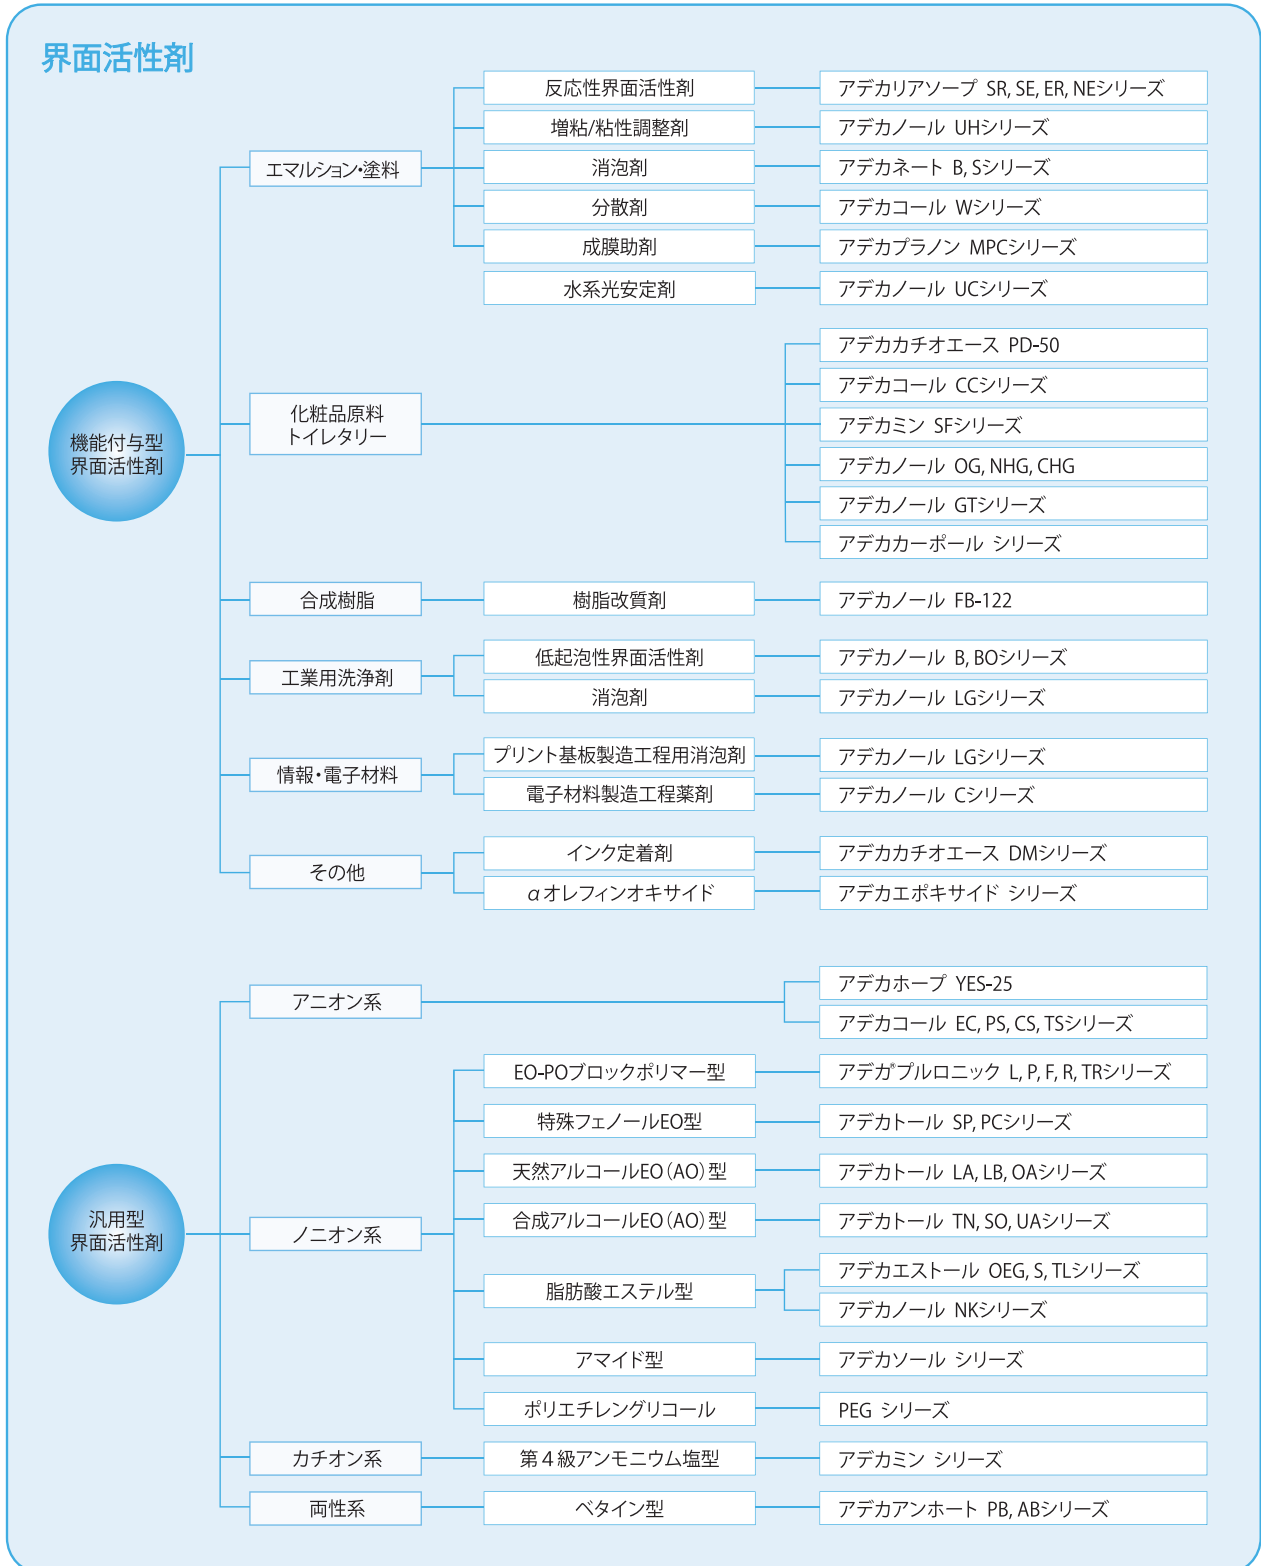 界面活性剤
機能付与型
界面活性剤
エマルション・塗料
反応性界面活性剤
アデカリアソープ SR, SE, ER, NEシリーズ
増粘/粘性調整剤
アデカノール UHシリーズ
消泡剤
アデカネート B, Sシリーズ
分散剤
アデカコール Wシリーズ
成膜助剤
アデカプラノン MPCシリーズ
水系光安定剤
アデカノール UCシリーズ
化粧品原料
トイレタリー
アデカカチオエース PD-50
アデカコール CCシリーズ
アデカミン SFシリーズ
アデカノール OG, NHG, CHG
アデカノール GTシリーズ
アデカカーポール シリーズ
合成樹脂
樹脂改質剤
アデカノール FB-122
工業用洗浄剤
低起泡性界面活性剤
アデカノール B, BOシリーズ
消泡剤
アデカノール LGシリーズ
情報・電子材料
プリント基板製造工程用消泡剤
アデカノール LGシリーズ
電子材料製造工程薬剤
アデカノール Cシリーズ
その他
インク定着剤
アデカカチオエース DMシリーズ
αオレフィンオキサイド
アデカエポキサイド シリーズ
汎用型
界面活性剤
アニオン系
アデカホープ YES-25
アデカコール EC, PS, CS, TSシリーズ
ノニオン系
EO-POブロックポリマー型
アデカ®プルロニック L, P, F, R, TRシリーズ
特殊フェノールEO型
アデカトール SP, PCシリーズ
天然アルコールEO（AO）型
アデカトール LA, LB, OAシリーズ
合成アルコールEO（AO）型
アデカトール TN, SO, UAシリーズ
脂肪酸エステル型
アデカエストール OEG, S, TLシリーズ
アデカノール NKシリーズ
アマイド型
アデカソール シリーズ
ポリエチレングリコール
PEG シリーズ
カチオン系
第４級アンモニウム塩型
アデカミン シリーズ
両性系
ベタイン型
アデカアンホート PB, ABシリーズ